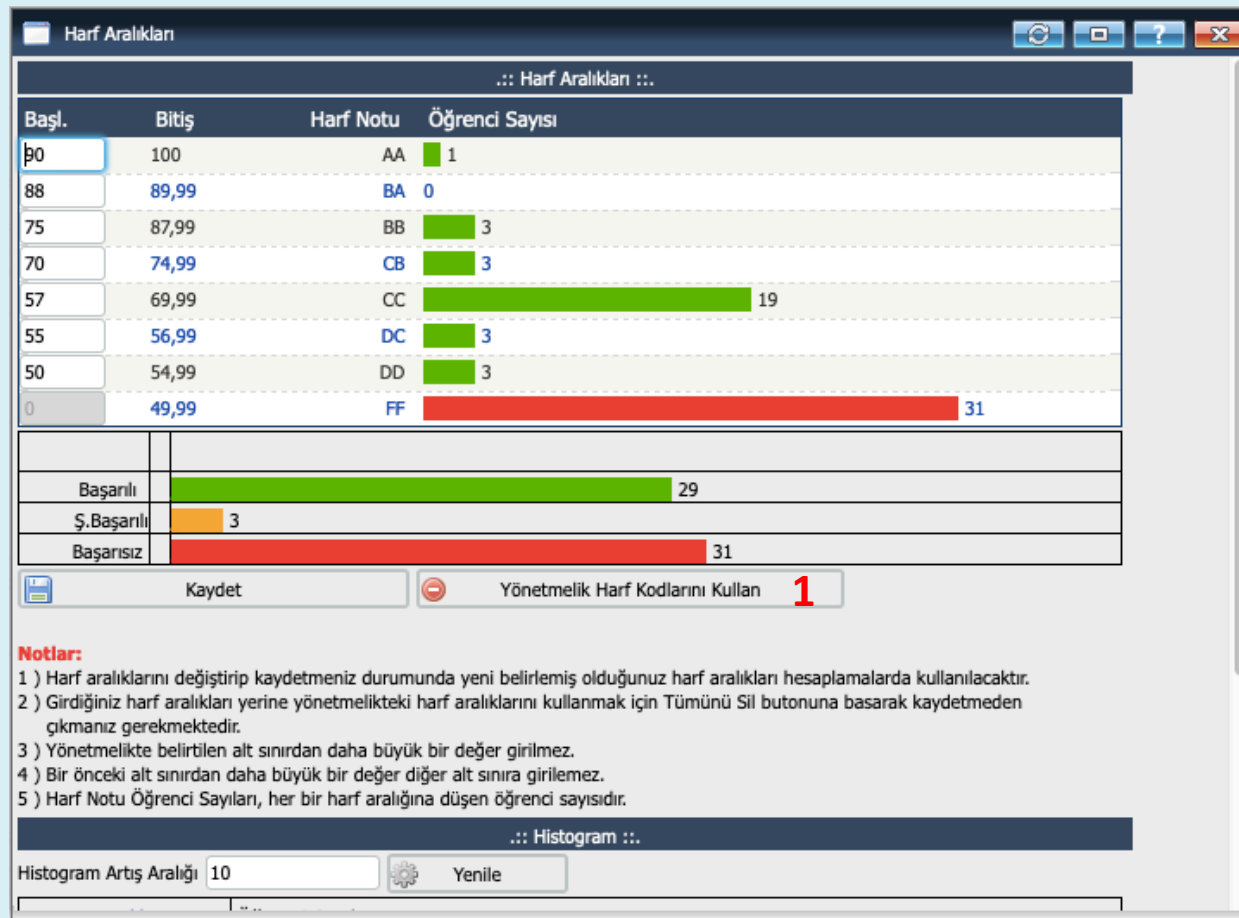 Harf Aralıkları
.:: Harf Aralıkları ::.
Başl. Bitiş Harf Notu Öğrenci Sayısı
90 100 AA 1
88 89,99 BA 0
75 87,99 BB 3
70 74,99 CB 3
57 69,99 CC 19
55 56,99 DC 3
50 54,99 DD 3
0 49,99 FF 31
Başarılı 29
Ş.Başarılı 3
Başarısız 31
Kaydet Yönetmelik Harf Kodlarını Kullan 1
Notlar:
1 ) Harf aralıklarını değiştirip kaydetmeniz durumunda yeni belirlemiş olduğunuz harf aralıkları hesaplamalarda kullanılacaktır.
2 ) Girdiğiniz harf aralıkları yerine yönetmelikteki harf aralıklarını kullanmak için Tümünü Sil butonuna basarak kaydetmeden
çıkmanız gerekmektedir.
3 ) Yönetmelikte belirtilen alt sınırdan daha büyük bir değer girilmez.
4 ) Bir önceki alt sınırdan daha büyük bir değer diğer alt sınıra girilemez.
5 ) Harf Notu Öğrenci Sayıları, her bir harf aralığına düşen öğrenci sayısıdır.
.:: Histogram ::.
Histogram Artış Aralığı 10 Yenile